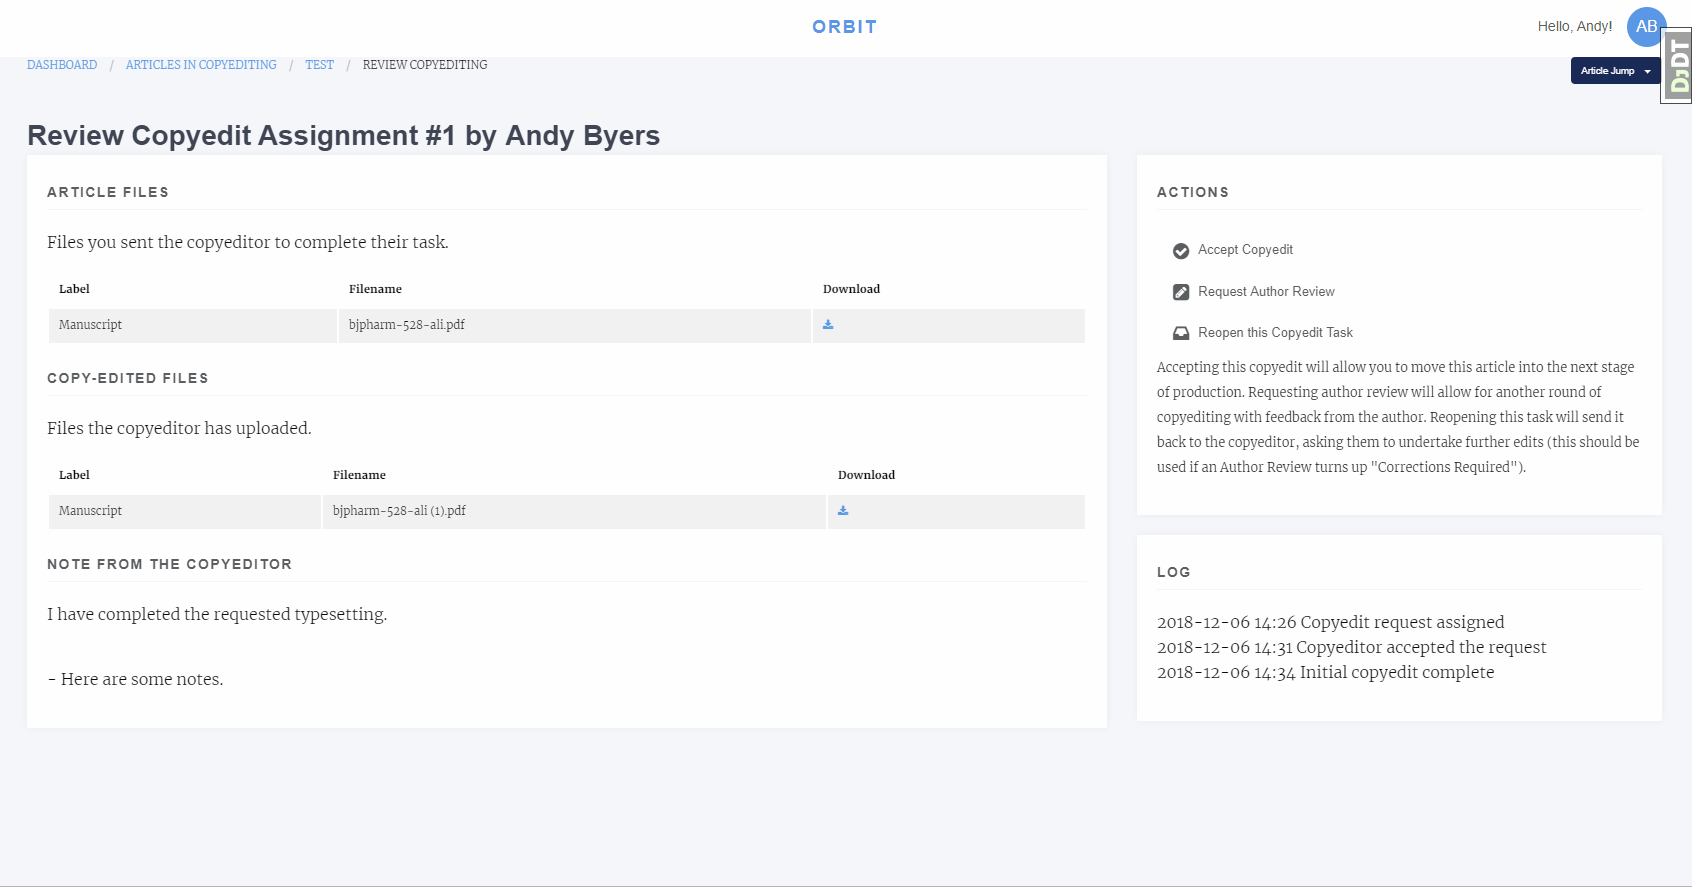 ORBIT
Hello, Andy!
AB
DJDT
DASHBOARD / ARTICLES IN COPYEDITING / TEST / REVIEW COPYEDITING
Article Jump
Review Copyedit Assignment #1 by Andy Byers
ARTICLE FILES
Files you sent the copyeditor to complete their task.
Label Filename Download
Manuscript bjpharm-528-ali.pdf
COPY-EDITED FILES
Files the copyeditor has uploaded.
Label Filename Download
Manuscript bjpharm-528-ali (1).pdf
NOTE FROM THE COPYEDITOR
I have completed the requested typesetting.
- Here are some notes.
ACTIONS
Accept Copyedit
Request Author Review
Reopen this Copyedit Task
Accepting this copyedit will allow you to move this article into the next stage
of production. Requesting author review will allow for another round of
copyediting with feedback from the author. Reopening this task will send it
back to the copyeditor, asking them to undertake further edits (this should be
used if an Author Review turns up "Corrections Required").
LOG
2018-12-06 14:26 Copyedit request assigned
2018-12-06 14:31 Copyeditor accepted the request
2018-12-06 14:34 Initial copyedit complete